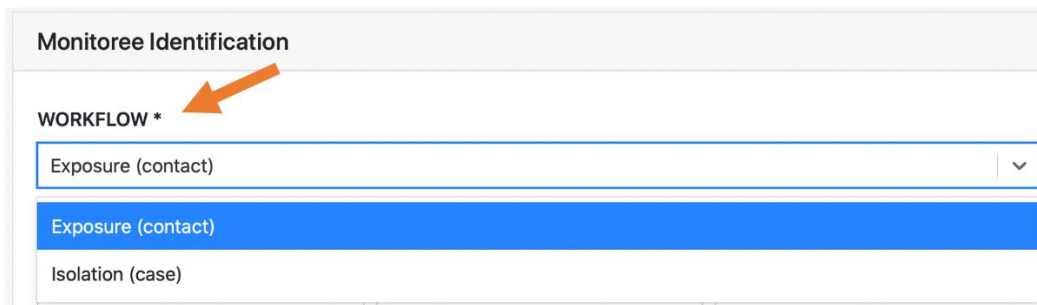 Monitoree Identification
WORKFLOW *
Exposure (contact)
Exposure (contact)
Isolation (case)